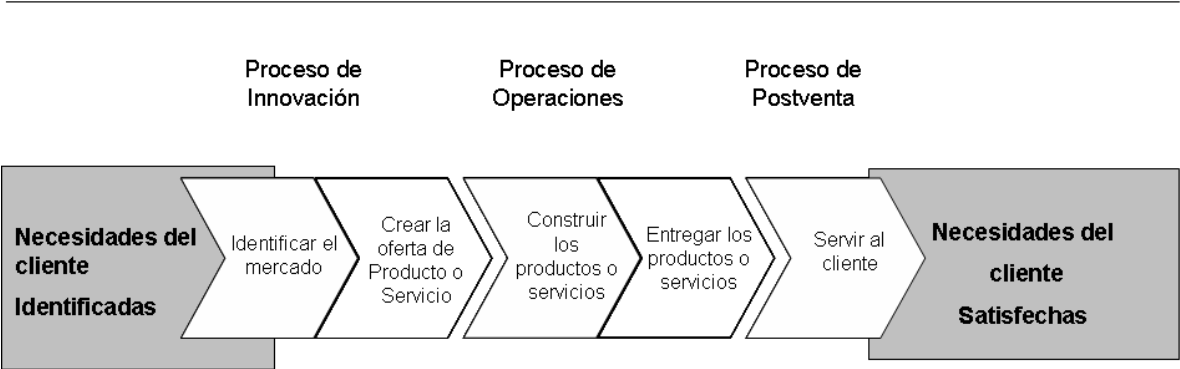 Proceso de
Innovación
Proceso de
Operaciones
Proceso de
Postventa
Necesidades del
cliente
Identificadas
Identificar el
mercado
Crear la
oferta de
Producto o
Servicio
Construir
los
productos o
servicios
Entregar los
productos o
servicios
Servir al
cliente
Necesidades del
cliente
Satisfechas